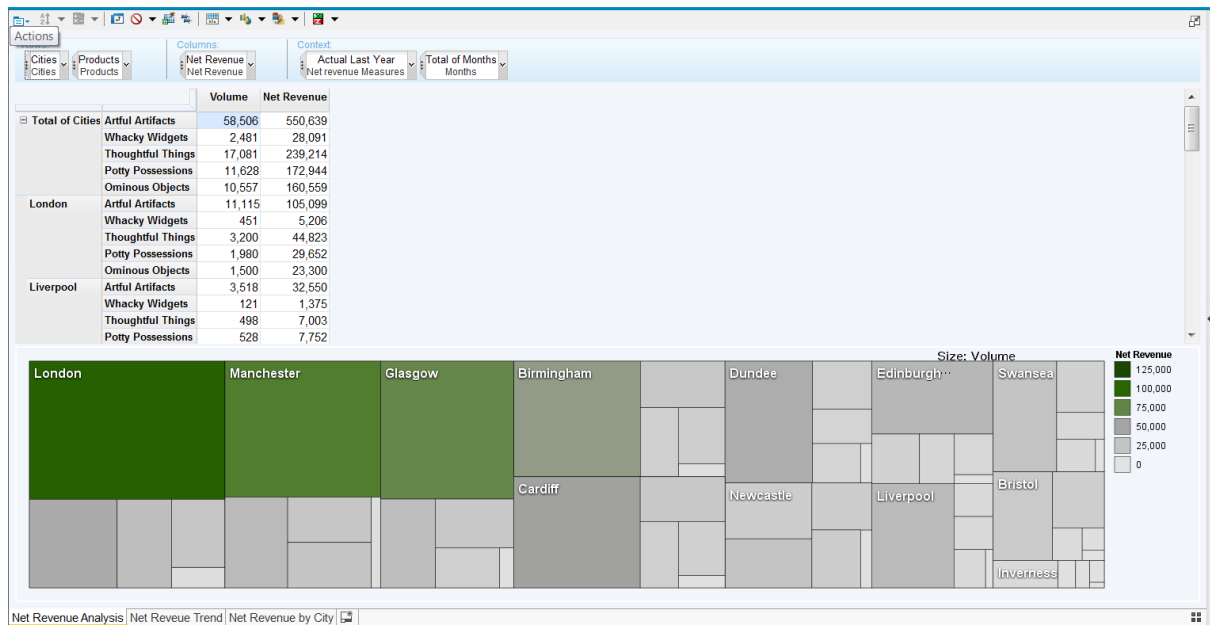 Actions
Rows:
Columns:
Context:
Cities Products Net Revenue Actual Last Year Total of Months
Cities Products Net Revenue Net revenue Measures Months
Volume Net Revenue
Total of Cities Artful Artifacts 58,506 550,639
Whacky Widgets 2,481 28,091
Thoughtful Things 17,081 239,214
Potty Possessions 11,628 172,944
Ominous Objects 10,557 160,559
London Artful Artifacts 11,115 105,099
Whacky Widgets 451 5,206
Thoughtful Things 3,200 44,823
Potty Possessions 1,980 29,652
Ominous Objects 1,500 23,300
Liverpool Artful Artifacts 3,518 32,550
Whacky Widgets 121 1,375
Thoughtful Things 498 7,003
Potty Possessions 528 7,752
Size: Volume
London Manchester Glasgow Birmingham Dundee Edinburgh... Swansea
Cardiff Newcastle Liverpool Bristol
Inverness
Net Revenue
125,000
100,000
75,000
50,000
25,000
0
Net Revenue Analysis Net Reveue Trend Net Revenue by City